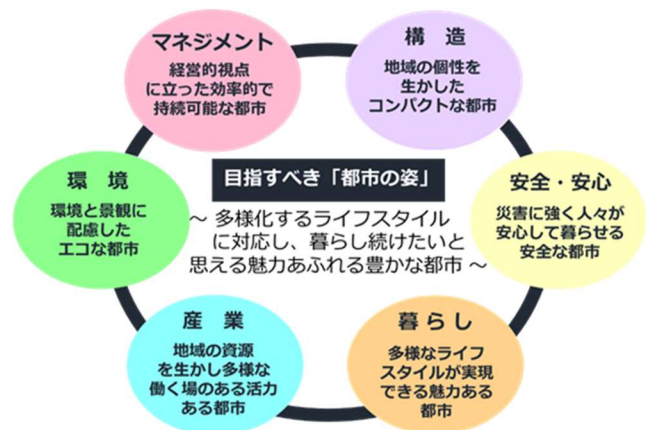 マネジメント
経営的視点
に立った効率的で
持続可能な都市
構 造
地域の個性を
生かした
コンパクトな都市
環 境
環境と景観に
配慮した
エコな都市
目指すべき「都市の姿」
~ 多様化するライフスタイル
に対応し、暮らし続けたいと
思える魅力あふれる豊かな都市 ~
安全・安心
災害に強く人々が
安心して暮らせる
安全な都市
産 業
地域の資源
を生かし多様な
働く場のある活力
ある都市
暮 ら し
多様なライフ
スタイルが実現
できる魅力ある
都市